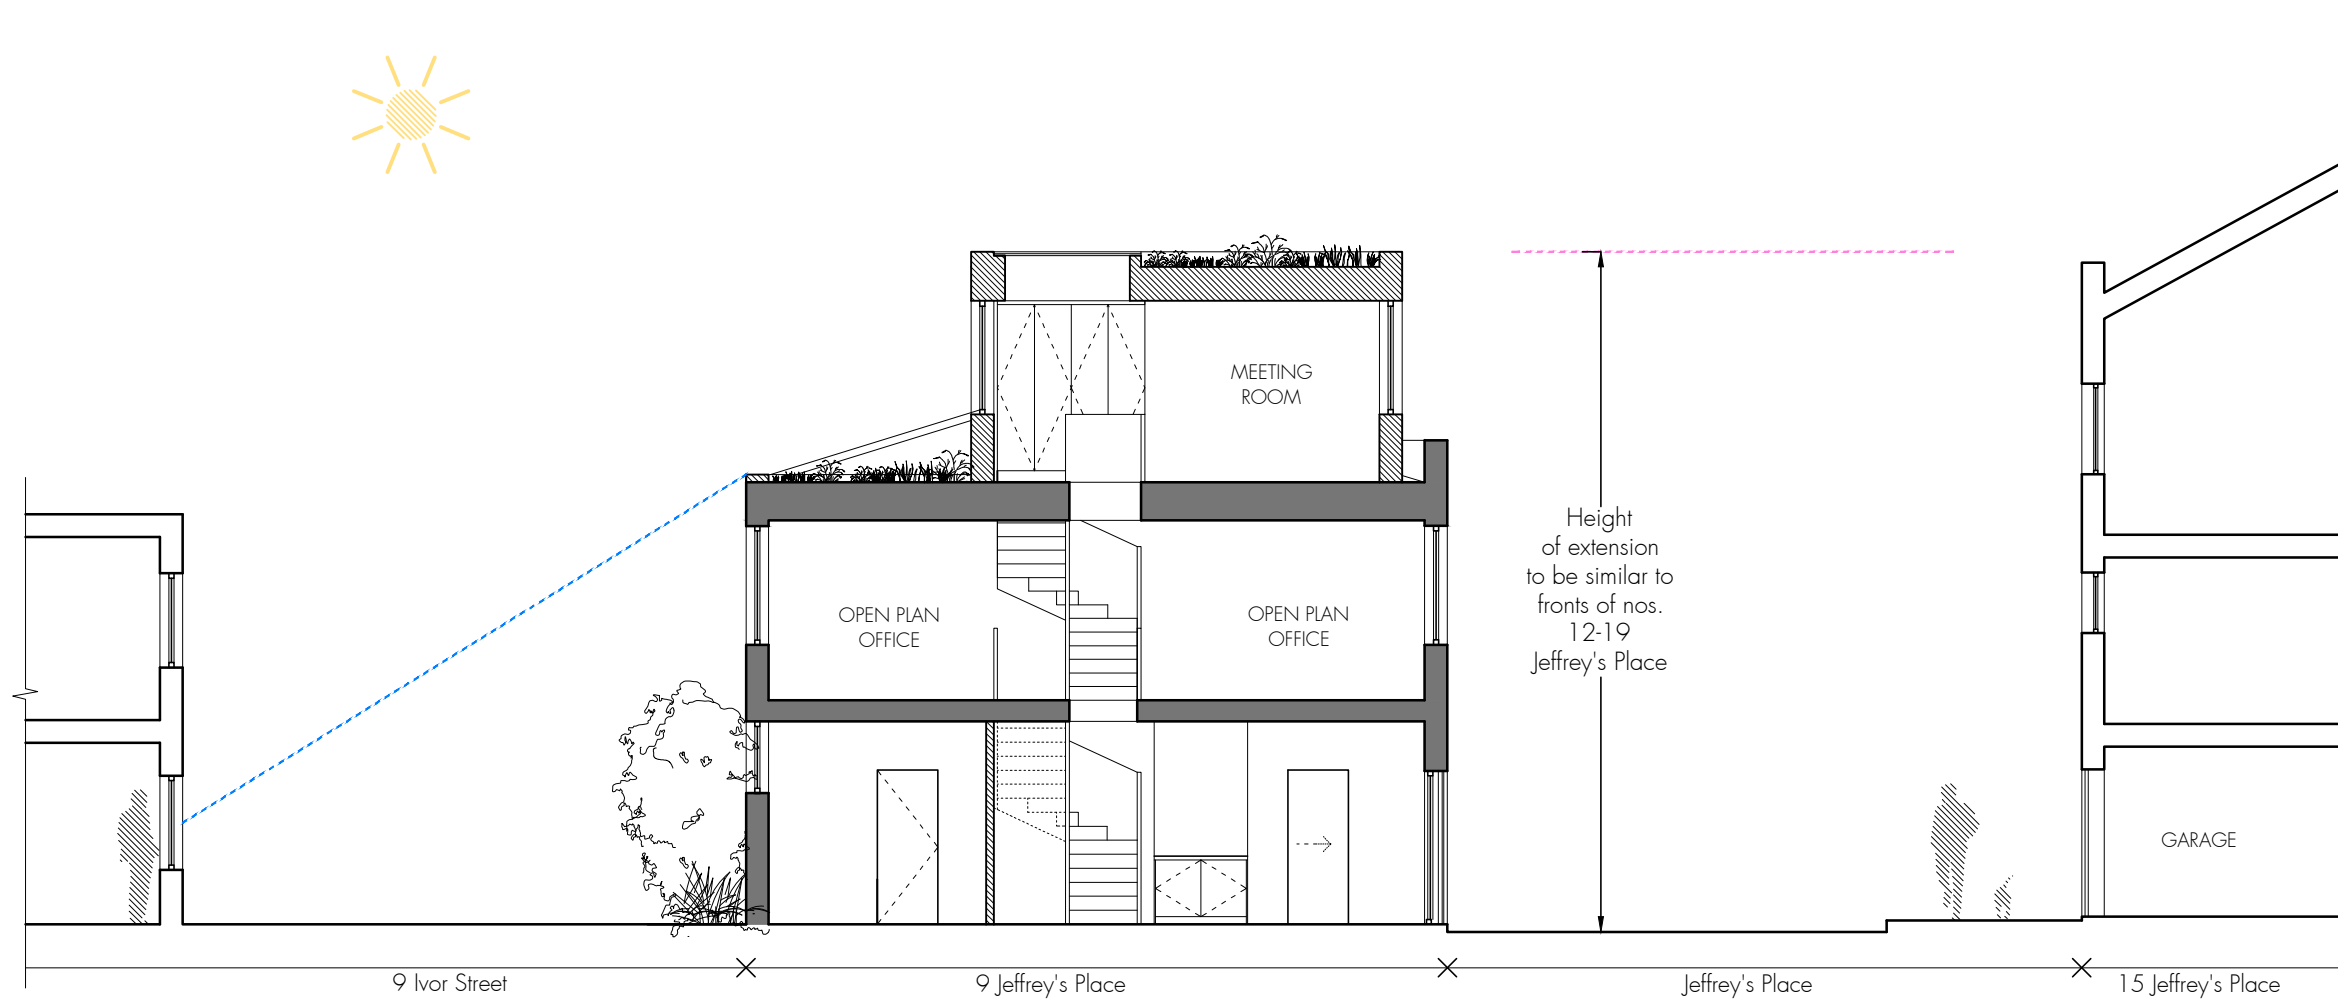 MEETING
ROOM
Height
of extension
to be similar to
fronts of nos.
12-19
Jeffrey's Place
OPEN PLAN
OFFICE
OPEN PLAN
OFFICE
GARAGE
9 Ivor Street
9 Jeffrey's Place
Jeffrey's Place
15 Jeffrey's Place